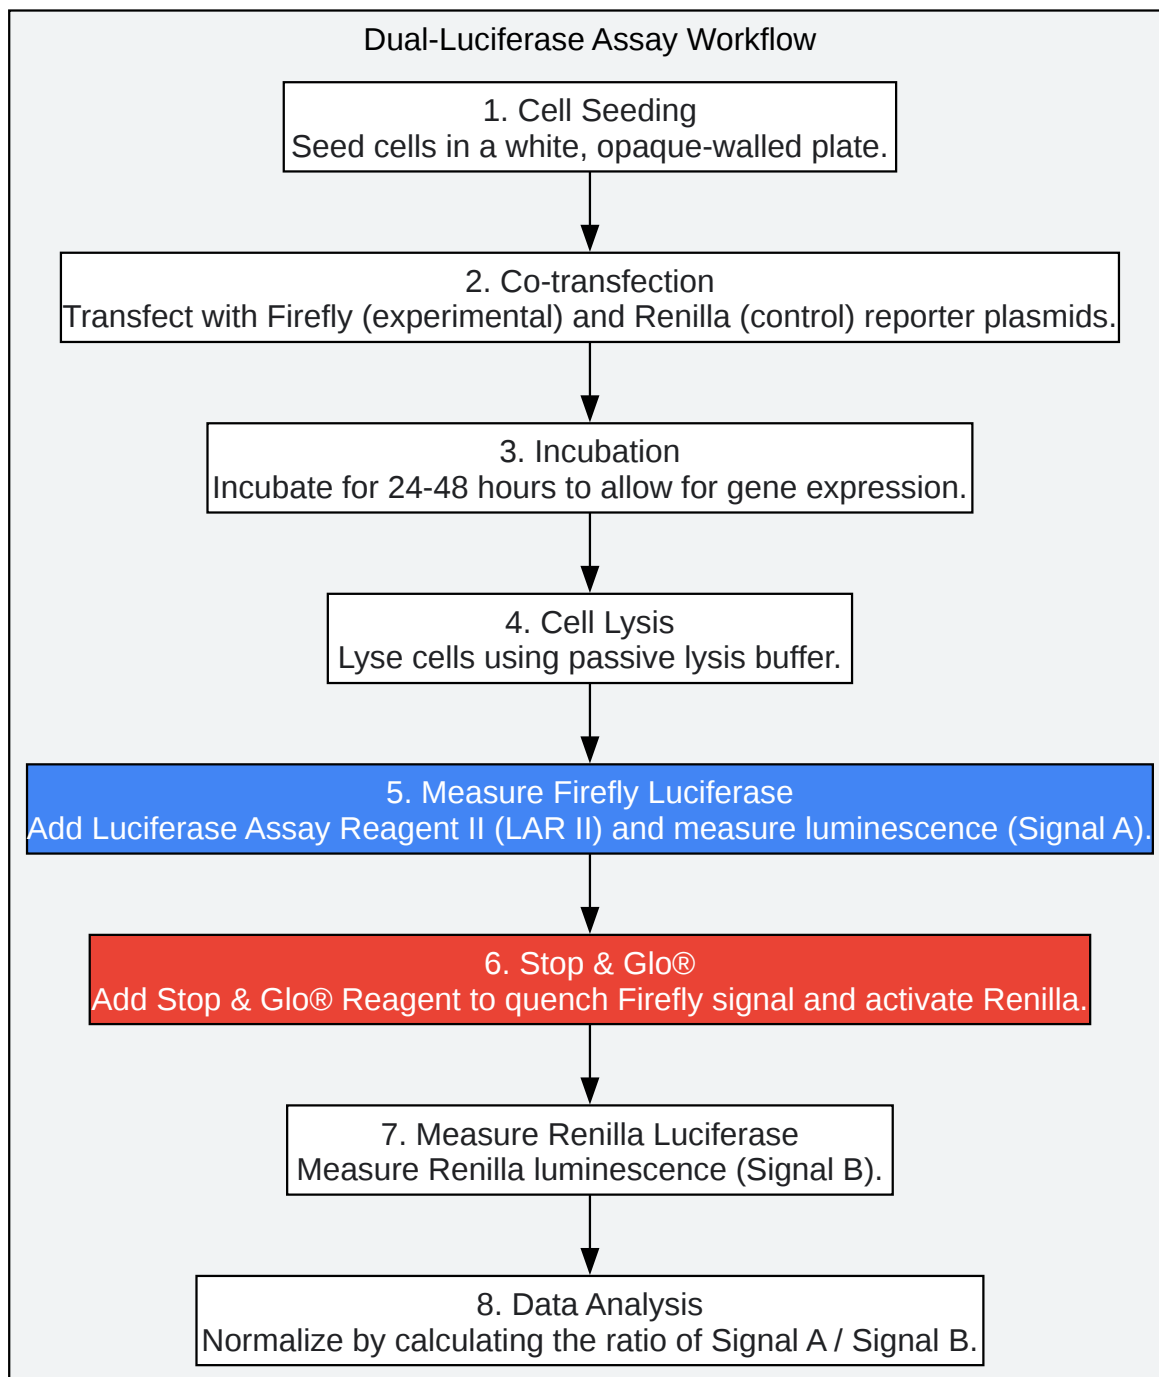 Dual-Luciferase Assay Workflow
1. Cell Seeding
Seed cells in a white, opaque-walled plate.
2. Co-transfection
Transfect with Firefly (experimental) and Renilla (control) reporter plasmids.
3. Incubation
Incubate for 24-48 hours to allow for gene expression.
4. Cell Lysis
Lyse cells using passive lysis buffer.
5. Measure Firefly Luciferase
Add Luciferase Assay Reagent II (LAR II) and measure luminescence (Signal A).
6. Stop & Glo®
Add Stop & Glo® Reagent to quench Firefly signal and activate Renilla.
7. Measure Renilla Luciferase
Measure Renilla luminescence (Signal B).
8. Data Analysis
Normalize by calculating the ratio of Signal A / Signal B.